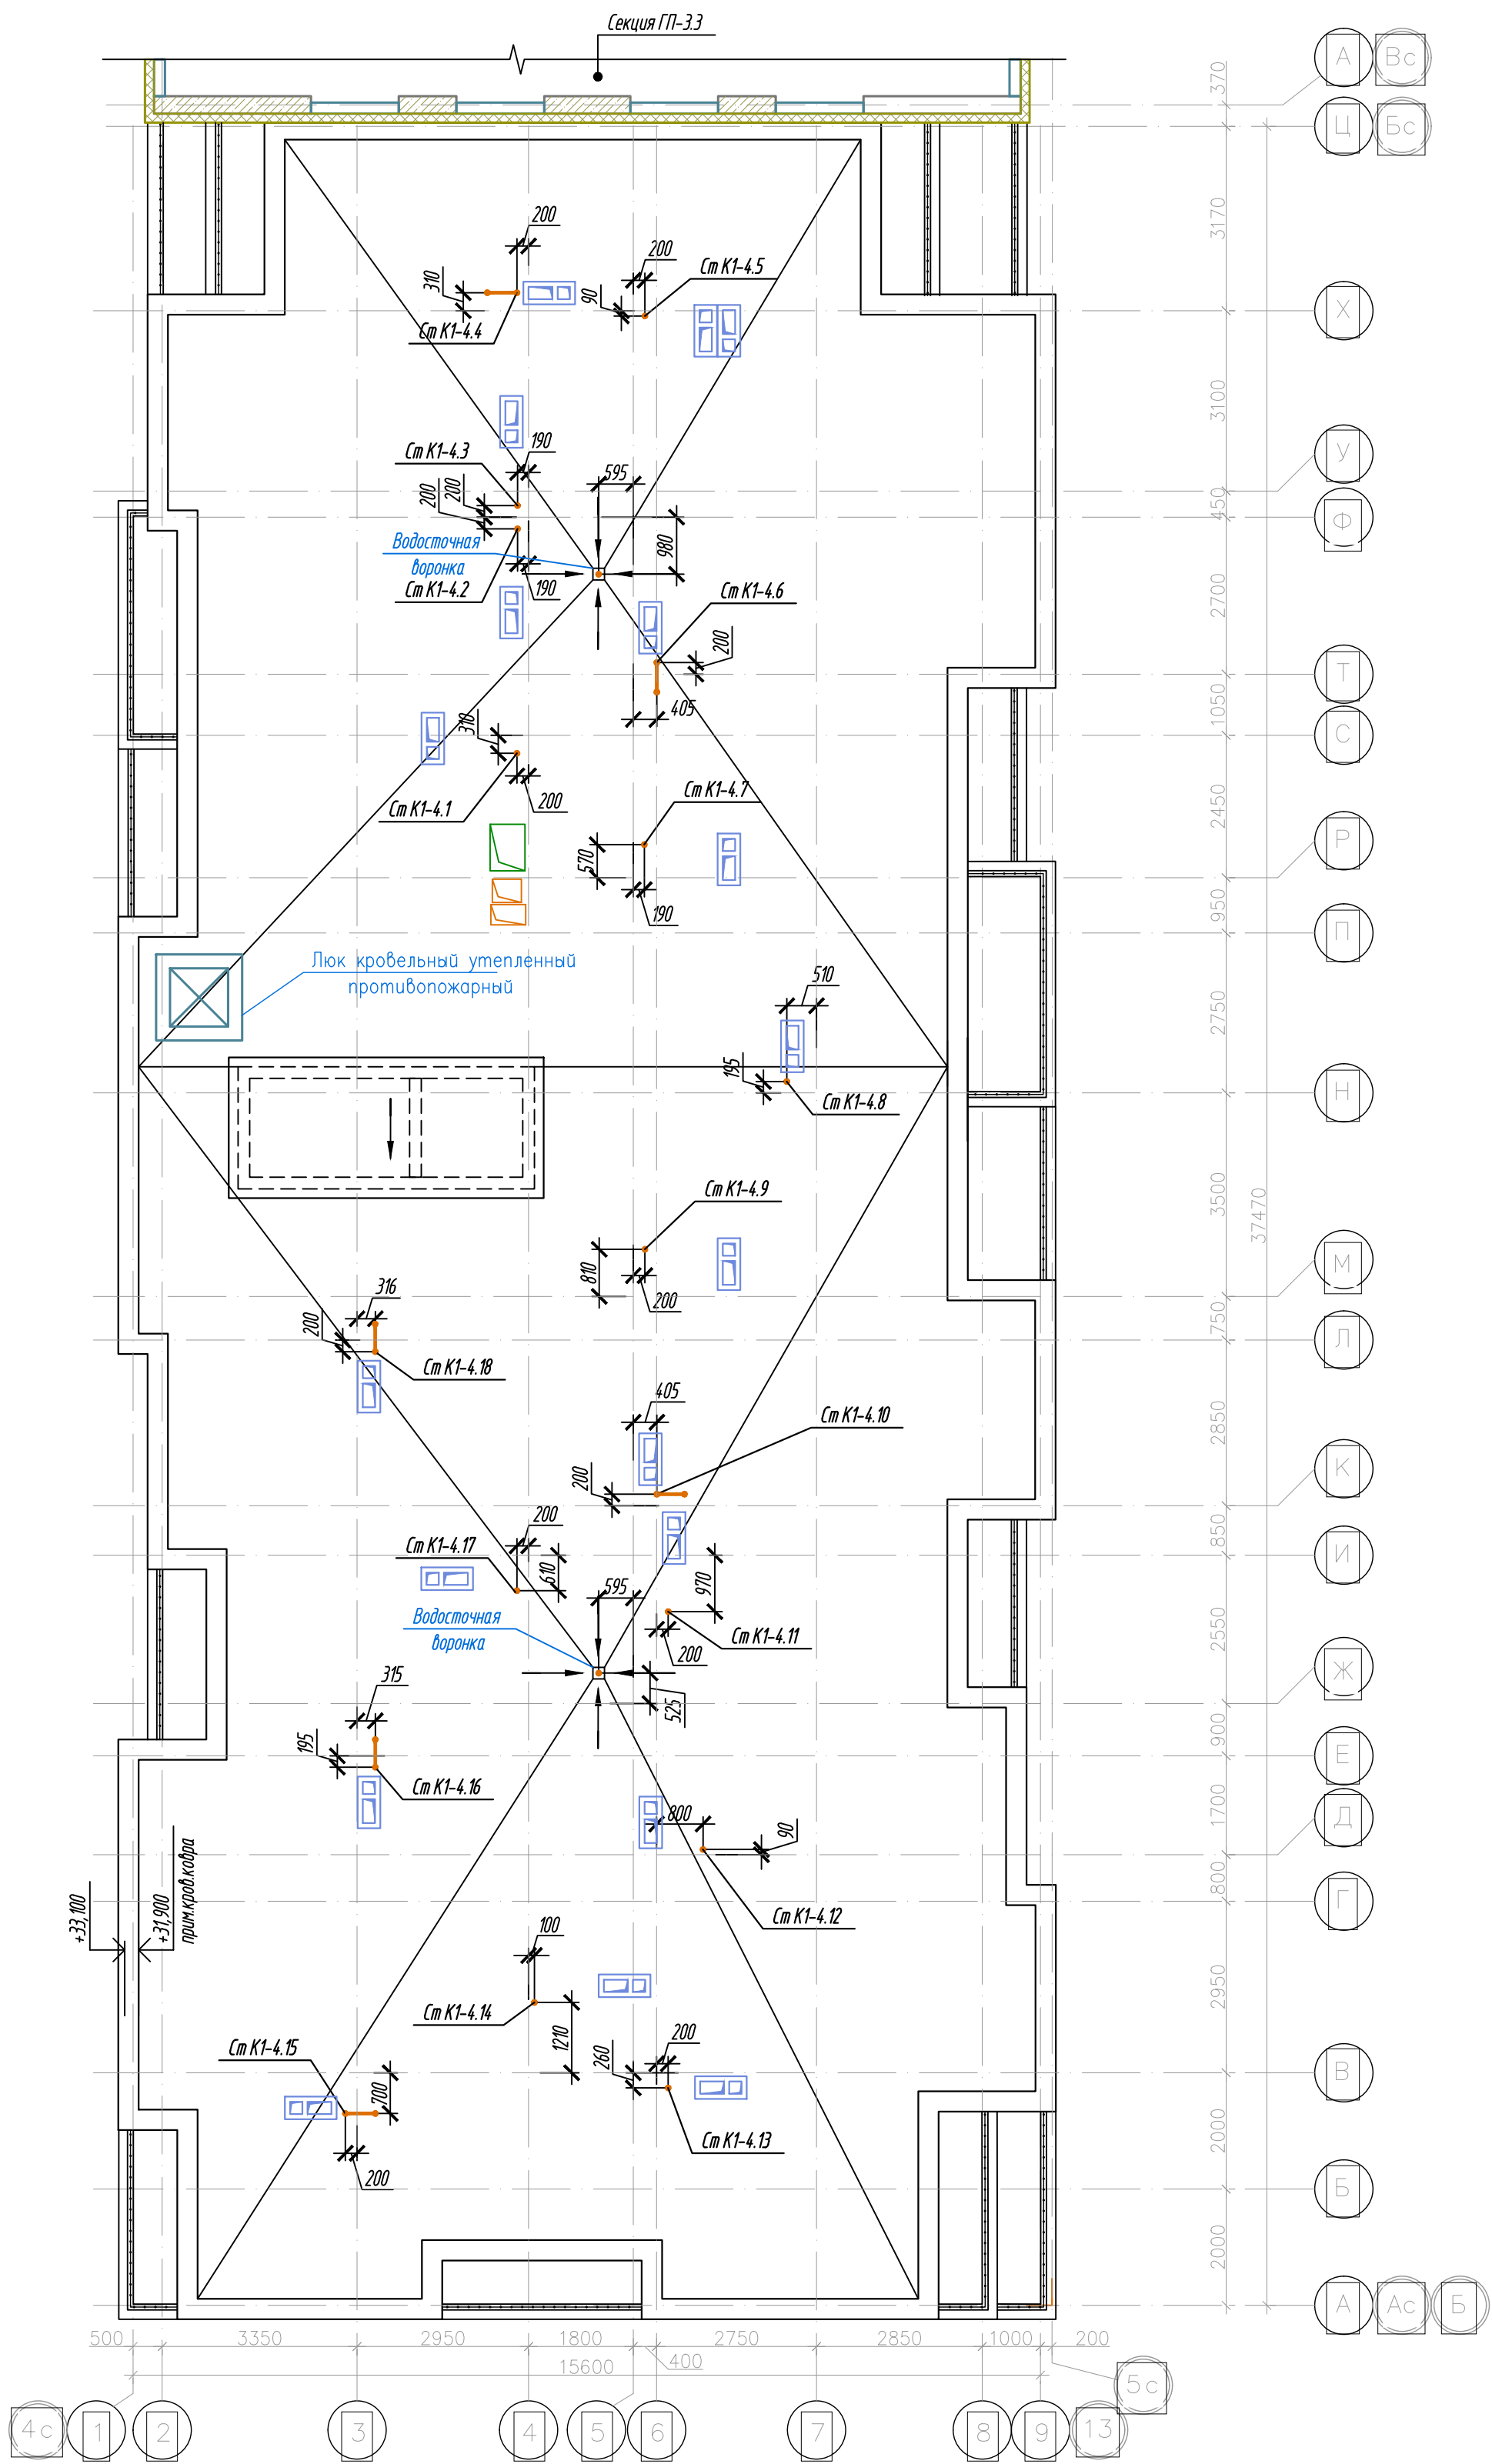 Секция ГП-3.3
А
Вс
370
Ц
Бс
3170
200
200
310
Ст К1-4.5
90
Ст К1-4.4
Х
3100
190
Ст К1-4.3
595
У
200
200
450
Ф
Водосточная
воронка
980
Ст К1-4.2
190
Ст К1-4.6
2700
200
Т
405
310
1050
С
Ст К1-4.1
200
Ст К1-4.7
2450
Р
570
190
950
П
Люк кровельный утепленный
противопожарный
510
2750
195
Ст К1-4.8
Н
Ст К1-4.9
3500
37470
810
200
М
316
200
750
Л
Ст К1-4.18
405
Ст К1-4.10
2850
К
200
200
Ст К1-4.17
850
И
610
595
970
Водосточная
воронка
Ст К1-4.11
200
2550
Ж
315
525
195
900
Е
Ст К1-4.16
800
90
1700
Д
+33,100
+31,900
прим.кров.ковра
800
Г
Ст К1-4.12
100
Ст К1-4.14
2950
1210
Ст К1-4.15
260
200
В
700
Ст К1-4.13
2000
200
Б
2000
А
Ас
Б
500
3350
2950
1800
2750
2850
1000
200
400
15600
5с
4с
1
2
3
4
5
6
7
8
9
13